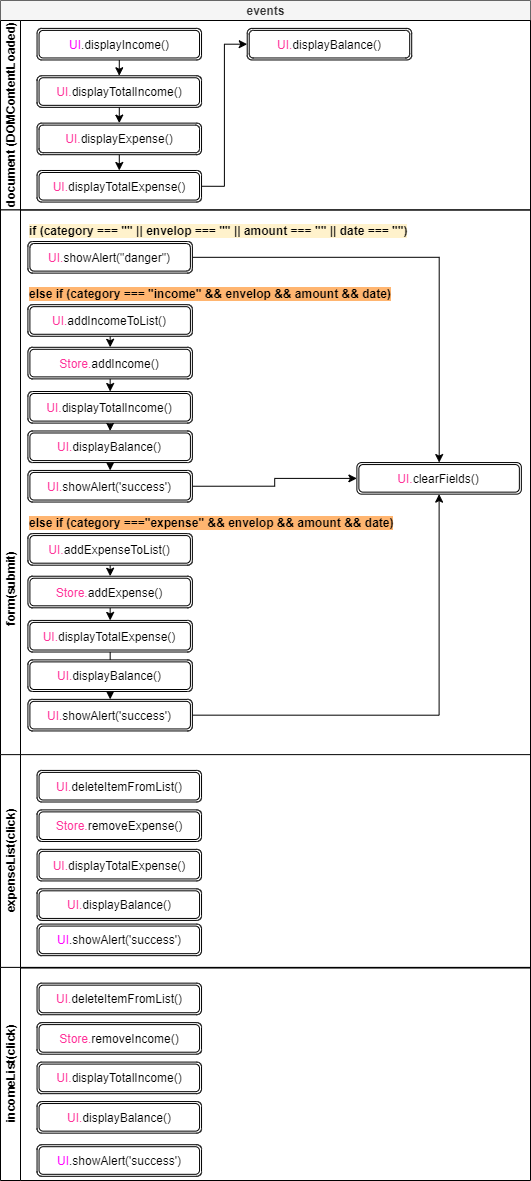 events
document (DOMContentLoaded)
UI.displayIncome()
UI.displayBalance()
UI.displayTotalIncome()
UI.displayExpense()
UI.displayTotalExpense()
form(submit)
if (category === "" || envelop === "" || amount === "" || date === "")
UI.showAlert("danger")
else if (category === "income" && envelop && amount && date)
UI.addIncomeToList()
Store.addIncome()
UI.displayTotalIncome()
UI.displayBalance()
UI.showAlert('success')
UI.clearFields()
else if (category ==="expense" && envelop && amount && date)
UI.addExpenseToList()
Store.addExpense()
UI.displayTotalExpense()
UI.displayBalance()
UI.showAlert('success')
expenseList(click)
UI.deleteItemFromList()
Store.removeExpense()
UI.displayTotalExpense()
UI.displayBalance()
UI.showAlert('success')
incomeList(click)
UI.deleteItemFromList()
Store.removeIncome()
UI.displayTotalIncome()
UI.displayBalance()
UI.showAlert('success')